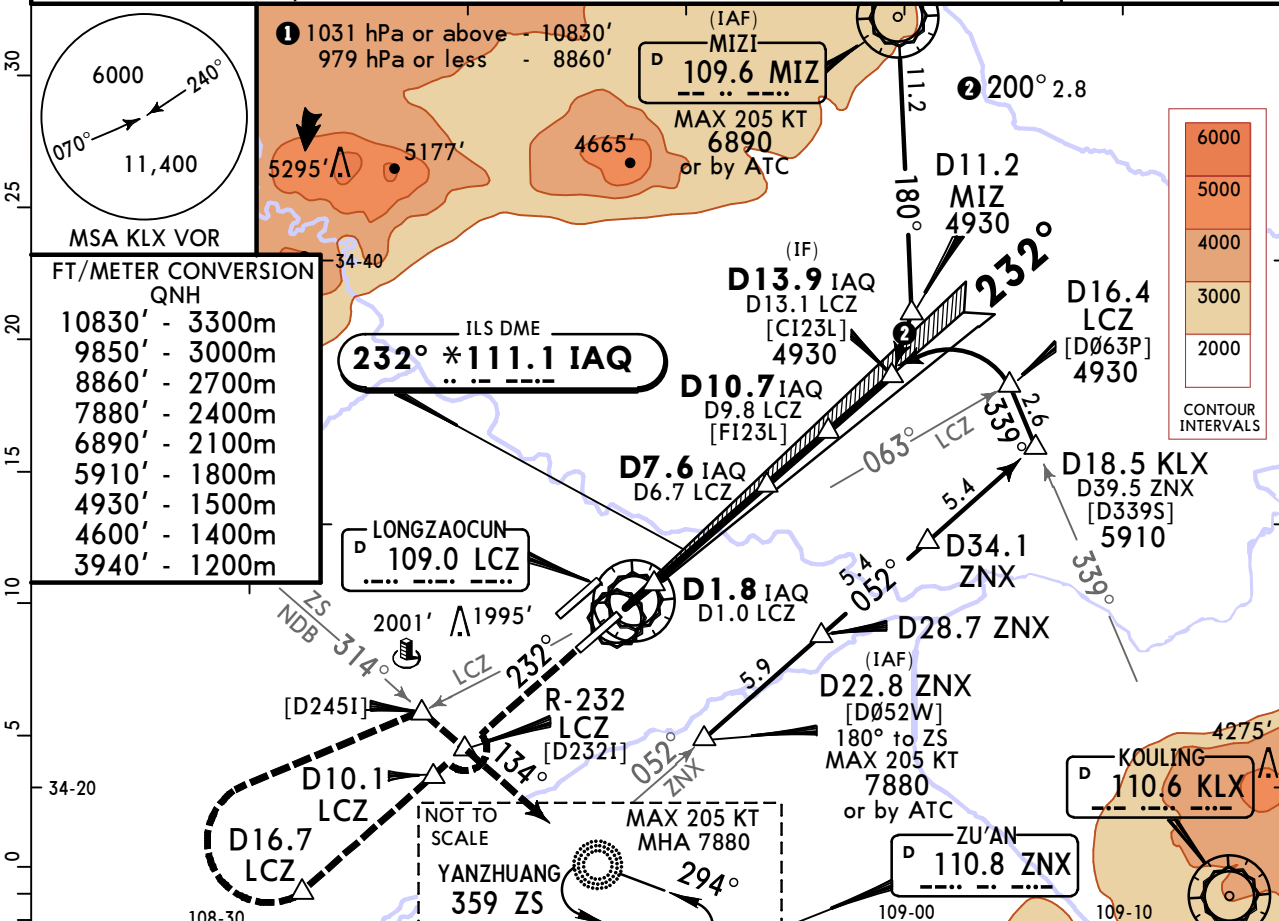 ❶ 1031 hPa or above - 10830'
979 hPa or less - 8860'
6000
240°
070°
11,400
MSA KLX VOR
FT/METER CONVERSION
QNH
10830' - 3300m
9850' - 3000m
8860' - 2700m
7880' - 2400m
6890' - 2100m
5910' - 1800m
4930' - 1500m
4600' - 1400m
3940' - 1200m
30
25
20
15
10
5
0
(IAF)
MIZI
D 109.6 MIZ
MAX 205 KT
6890
or by ATC
11.2
180°
❷ 200° 2.8
6000
5000
4000
3000
2000
CONTOUR
INTERVALS
5295'
5177'
4665'
34-40
D11.2
MIZ
4930
232°
(IF)
D13.9 IAQ
D13.1 LCZ
[CI23L]
4930
❷
D16.4
LCZ
[DØ63P]
4930
ILS DME
232° *111.1 IAQ
D10.7 IAQ
D9.8 LCZ
[FI23L]
D7.6 IAQ
D6.7 LCZ
063°
LCZ
2.6
339°
D18.5 KLX
D39.5 ZNX
[D339S]
5910
339°
LONGZAOCUN
D 109.0 LCZ
D1.8 IAQ
D1.0 LCZ
5.4
D34.1
ZNX
5.4
052°
D28.7 ZNX
5.9
(IAF)
D22.8 ZNX
[DØ52W]
180° to ZS
MAX 205 KT
7880
or by ATC
052°
ZNX
ZS
NDB
314°
2001'
1995'
LCZ
232°
[D245I]
R-232
LCZ
[D232I]
134°
D10.1
LCZ
D16.7
LCZ
34-20
4275'
KOULING
D 110.6 KLX
ZU'AN
D 110.8 ZNX
NOT TO
SCALE
MAX 205 KT
MHA 7880
YANZHUANG
359 ZS
294°
108-30
109-00
109-10